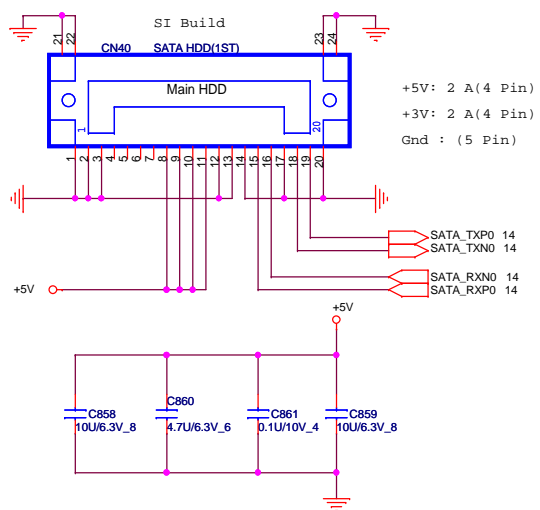 SI Build
21
22
23
24
CN40 SATA HDD(1ST)
Main HDD
1
20
1
2
3
4
5
6
7
8
9
10
11
12
13
14
15
16
17
18
19
20
+5V: 2 A(4 Pin)
+3V: 2 A(4 Pin)
Gnd : (5 Pin)
SATA_TXP0 14
SATA_TXN0 14
SATA_RXN0 14
SATA_RXP0 14
+5V
+5V
C858
10U/6.3V_8
C860
4.7U/6.3V_6
C861
0.1U/10V_4
C859
10U/6.3V_8